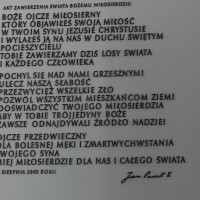 AKT ZAWIERZENIA ŚWIATA BOŻEMU MIŁOSIERDZIU
BOŻE OJCZE MIŁOSIERNY
KTÓRY OBJAWIŁEŚ SWOJĄ MIŁOŚĆ
W TWOIM SYNU JEZUSIE CHRYSTUSIE
I WYLAŁEŚ JĄ NA NAS W DUCHU ŚWIĘTYM
POCIESZYCIELU
TOBIE ZAWIERZAMY DZIŚ LOSY ŚWIATA
I KAŻDEGO CZŁOWIEKA
POCHYL SIĘ NAD NAMI GRZESZNYMI
ULECZ NASZĄ SŁABOŚĆ
PRZEZWYCIĘŻ WSZELKIE ZŁO
POZWÓL WSZYSTKIM MIESZKAŃCOM ZIEMI
DOŚWIADCZYĆ TWOJEGO MIŁOSIERDZIA
ABY W TOBIE TRÓJJEDYNY BOŻE
ZAWSZE ODNAJDYWALI ŹRÓDŁO NADZIEI
OJCZE PRZEDWIECZNY
DLA BOLESNEJ MĘKI I ZMARTWYCHWSTANIA
TWOJEGO SYNA
MIEJ MIŁOSIERDZIE DLA NAS I CAŁEGO ŚWIATA
SIERPNIA 2002 ROKU